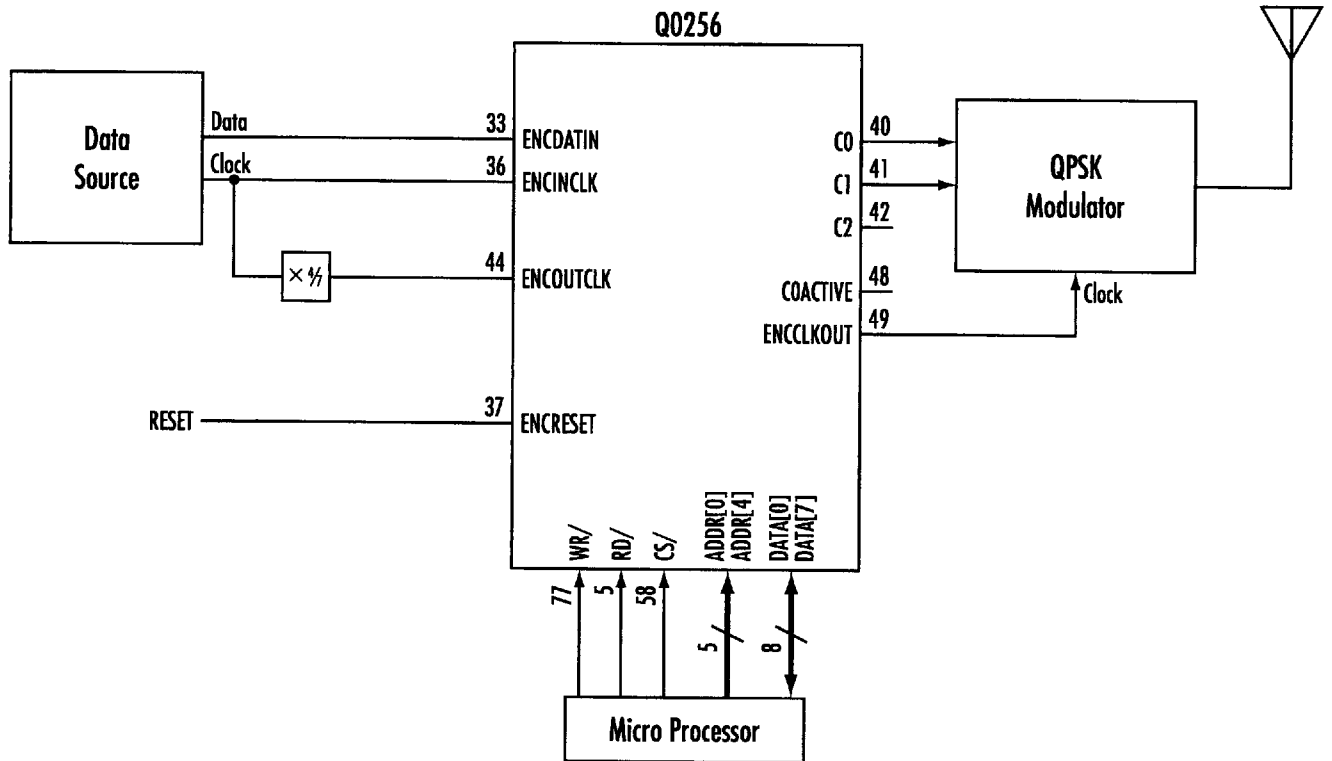 Q0256
Data
Source
Data
Clock
× 4/7
RESET
33
36
44
37
ENCDATIN
ENCINCLK
ENCOUTCLK
ENCRESET
C0
C1
C2
COACTIVE
ENCCLKOUT
40
41
42
48
49
QPSK
Modulator
Clock
WR/
RD/
CS/
ADDR[0]
ADDR[4]
DATA[0]
DATA[7]
77
5
58
5
8
Micro Processor